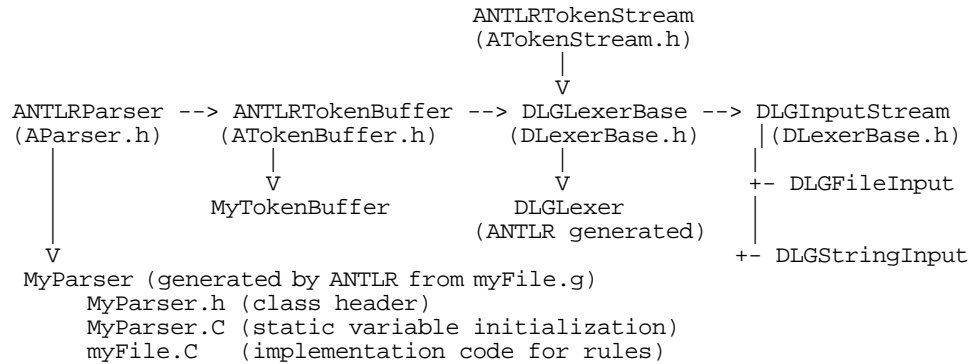 ANTLRTokenStream
(ATokenStream.h)
|
V
ANTLRParser --> ANTLRTokenBuffer --> DLGLexerBase --> DLGInputStream
(AParser.h) (ATokenBuffer.h) (DLexerBase.h) |(DLexerBase.h)
| | | |
| V V +- DLGFileInput
| MyTokenBuffer DLGLexer |
| (ANTLR generated) |
V +- DLGStringInput
MyParser (generated by ANTLR from myFile.g)
MyParser.h (class header)
MyParser.C (static variable initialization)
myFile.C (implementation code for rules)